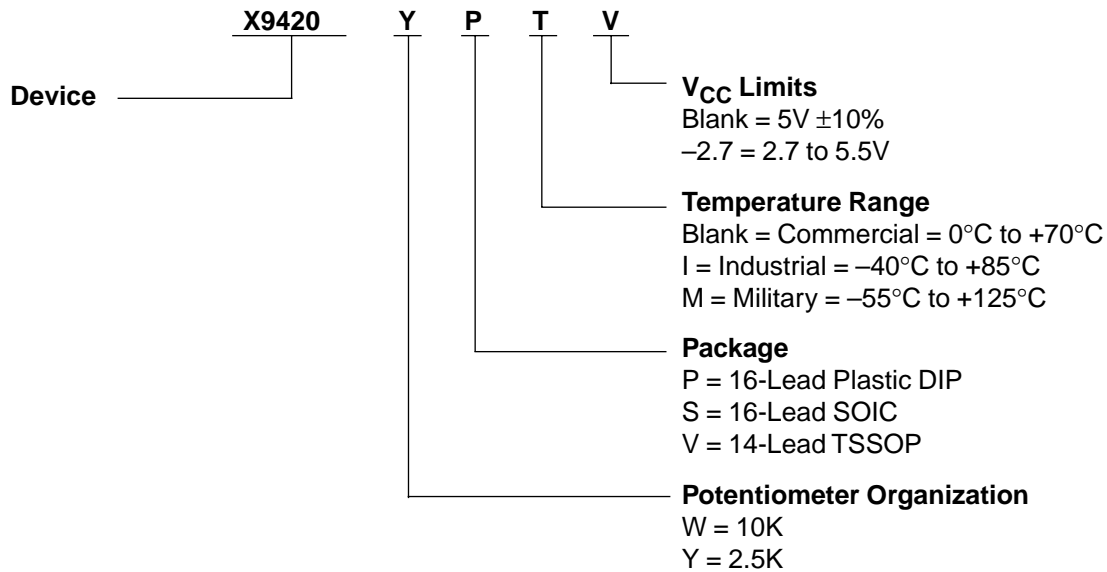 X9420 Y P T V
Device
VCC Limits
Blank = 5V ±10%
–2.7 = 2.7 to 5.5V
Temperature Range
Blank = Commercial = 0°C to +70°C
I = Industrial = –40°C to +85°C
M = Military = –55°C to +125°C
Package
P = 16-Lead Plastic DIP
S = 16-Lead SOIC
V = 14-Lead TSSOP
Potentiometer Organization
W = 10K
Y = 2.5K